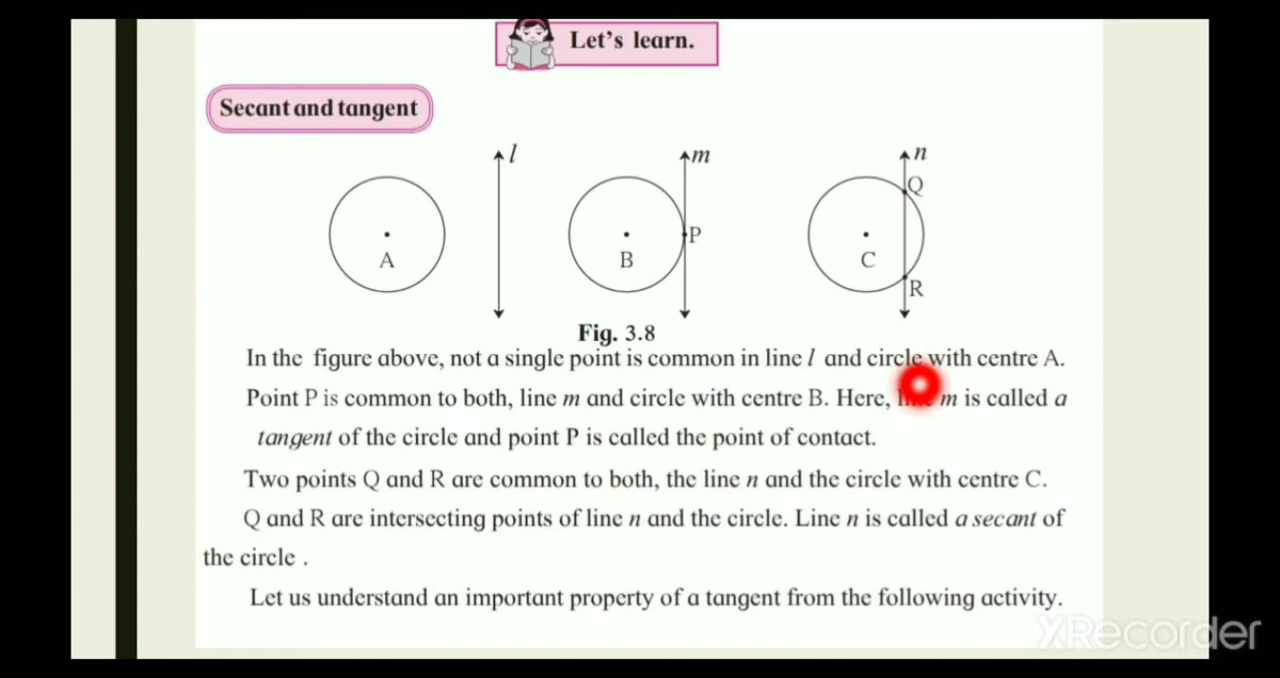 Let's learn.
Secant and tangent
l
m
n
Q
P
A
B
C
R
Fig. 3.8
In the figure above, not a single point is common in line l and circle with centre A.
Point P is common to both, line m and circle with centre B. Here, line m is called a
tangent of the circle and point P is called the point of contact.
Two points Q and R are common to both, the line n and the circle with centre C.
Q and R are intersecting points of line n and the circle. Line n is called a secant of
the circle .
Let us understand an important property of a tangent from the following activity.
XRecorder